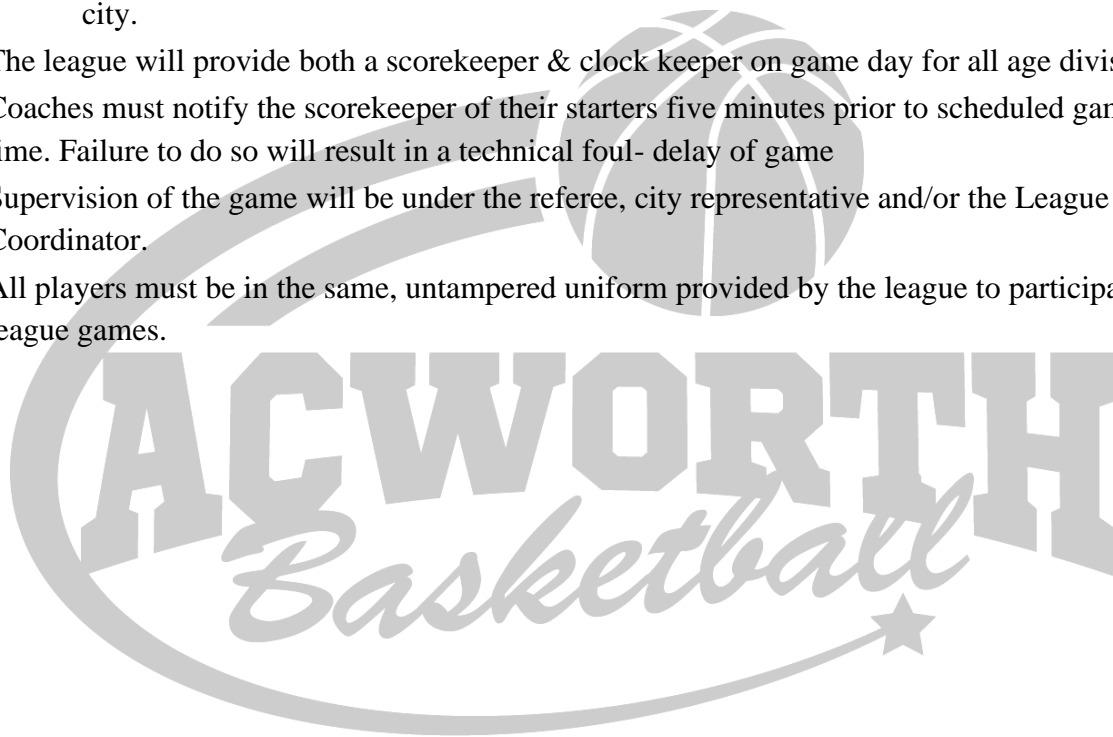 city.
The league will provide both a scorekeeper & clock keeper on game day for all age divis
Coaches must notify the scorekeeper of their starters five minutes prior to scheduled gam
time. Failure to do so will result in a technical foul- delay of game
Supervision of the game will be under the referee, city representative and/or the League
Coordinator.
All players must be in the same, untampered uniform provided by the league to participa
league games.
ACWORTH
Basketball